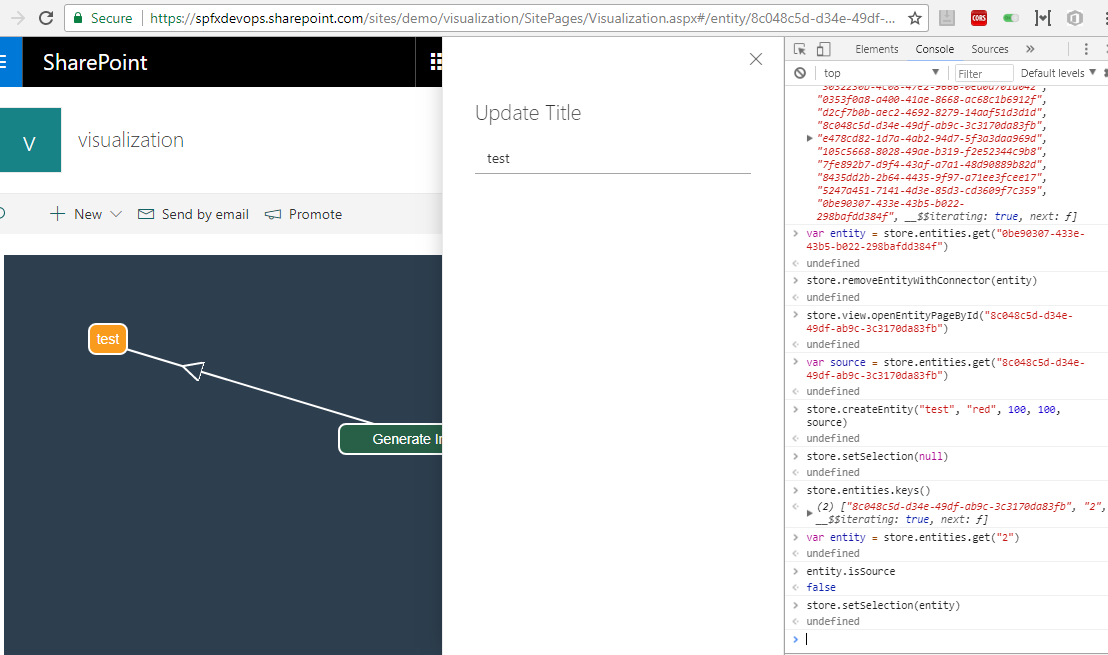 Secure
https://spfxdevops.sharepoint.com/sites/demo/visualization/SitePages/Visualization.aspx#/entity/8c048c5d-d34e-49df-...
CORS
SharePoint
V
visualization
New
Send by email
Promote
test
Generate In
Update Title
test
Elements
Console
Sources
»
top
Filter
Default levels
"0353f0a8-a400-41ae-8668-ac68c1b6912f",
"d2cf7b0b-aec2-4692-8279-14aaf51d3d1d",
"8c048c5d-d34e-49df-ab9c-3c3170da83fb",
"e478cd82-1d7a-4ab2-94d7-5f3a3daa969d",
"105c5668-8028-49ae-b319-f2e52344c9b8",
"7fe892b7-d9f4-43af-a7a1-48d90889b82d",
"8435dd2b-2b64-4435-9f97-a71ee3fcee17",
"5247a451-7141-4d3e-85d3-cd3609f7c359",
"0be90307-433e-43b5-b022-
298bafdd384f", __$$iterating: true, next: ƒ]
> var entity = store.entities.get("0be90307-433e-
43b5-b022-298bafdd384f")
undefined
> store.removeEntityWithConnector(entity)
undefined
> store.view.openEntityPageById("8c048c5d-d34e-
49df-ab9c-3c3170da83fb")
undefined
> var source = store.entities.get("8c048c5d-d34e-
49df-ab9c-3c3170da83fb")
undefined
> store.createEntity("test", "red", 100, 100,
source)
undefined
> store.setSelection(null)
undefined
> store.entities.keys()
(2) ["8c048c5d-d34e-49df-ab9c-3c3170da83fb", "2",
__$$iterating: true, next: ƒ]
> var entity = store.entities.get("2")
undefined
> entity.isSource
false
> store.setSelection(entity)
undefined
>